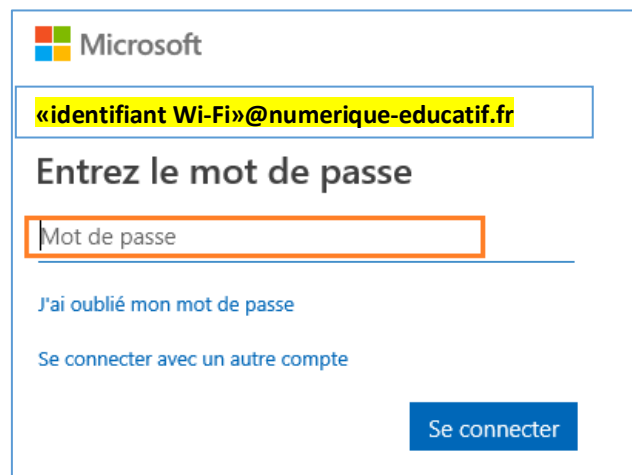 Microsoft
«identifiant Wi-Fi»@numerique-educatif.fr
Entrez le mot de passe
Mot de passe
J'ai oublié mon mot de passe
Se connecter avec un autre compte
Se connecter